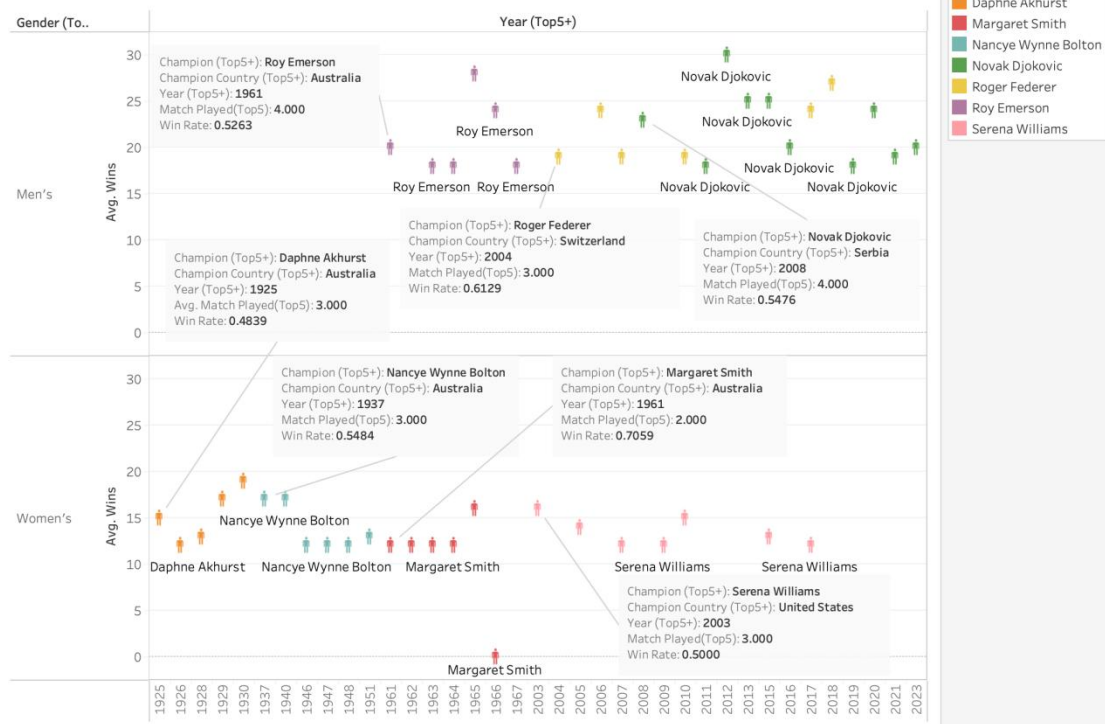 Gender (To..
Year (Top5+)
Daphne Akhurst
Margaret Smith
Nancye Wynne Bolton
Novak Djokovic
Roger Federer
Roy Emerson
Serena Williams
Men's
Avg. Wins
30
25
20
15
10
5
0
Champion (Top5+): Roy Emerson
Champion Country (Top5+): Australia
Year (Top5+): 1961
Match Played(Top5): 4.000
Win Rate: 0.5263
Novak Djokovic
Novak Djokovic
Roy Emerson
Novak Djokovic
Roy Emerson
Roy Emerson
Novak Djokovic
Novak Djokovic
Champion (Top5+): Roger Federer
Champion Country (Top5+): Switzerland
Year (Top5+): 2004
Match Played(Top5): 3.000
Win Rate: 0.6129
Champion (Top5+): Novak Djokovic
Champion Country (Top5+): Serbia
Year (Top5+): 2008
Match Played(Top5): 4.000
Win Rate: 0.5476
Champion (Top5+): Daphne Akhurst
Champion Country (Top5+): Australia
Year (Top5+): 1925
Avg. Match Played(Top5): 3.000
Win Rate: 0.4839
Women's
Avg. Wins
30
25
20
15
10
5
0
Champion (Top5+): Nancye Wynne Bolton
Champion Country (Top5+): Australia
Year (Top5+): 1937
Match Played(Top5): 3.000
Win Rate: 0.5484
Champion (Top5+): Margaret Smith
Champion Country (Top5+): Australia
Year (Top5+): 1961
Match Played(Top5): 2.000
Win Rate: 0.7059
Nancye Wynne Bolton
Daphne Akhurst
Nancye Wynne Bolton
Margaret Smith
Serena Williams
Serena Williams
Champion (Top5+): Serena Williams
Champion Country (Top5+): United States
Year (Top5+): 2003
Match Played(Top5): 3.000
Win Rate: 0.5000
Margaret Smith
1925
1926
1928
1929
1930
1937
1940
1946
1947
1948
1951
1961
1962
1963
1964
1965
1966
1967
2003
2004
2005
2006
2007
2008
2009
2010
2011
2012
2013
2015
2016
2017
2018
2019
2020
2021
2023